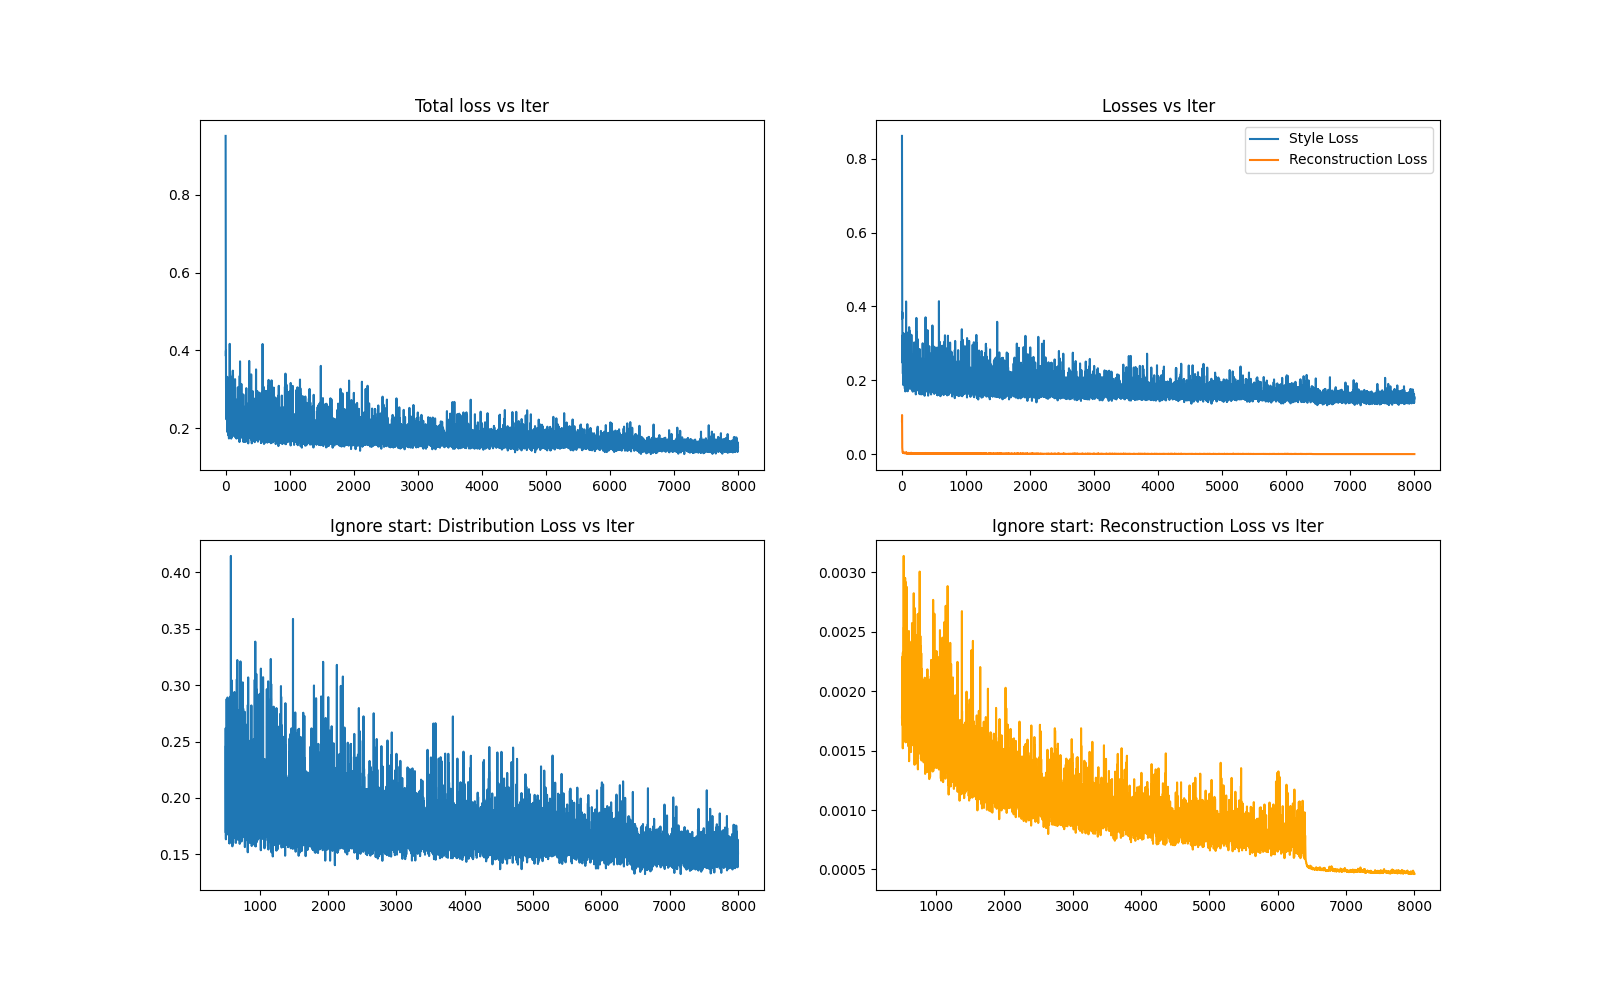 Total loss vs Iter
0.8
0.6
0.4
0.2
0 1000 2000 3000 4000 5000 6000 7000 8000
Losses vs Iter
Style Loss
Reconstruction Loss
0.8
0.6
0.4
0.2
0.0
0 1000 2000 3000 4000 5000 6000 7000 8000
Ignore start: Distribution Loss vs Iter
0.40
0.35
0.30
0.25
0.20
0.15
1000 2000 3000 4000 5000 6000 7000 8000
Ignore start: Reconstruction Loss vs Iter
0.0030
0.0025
0.0020
0.0015
0.0010
0.0005
1000 2000 3000 4000 5000 6000 7000 8000